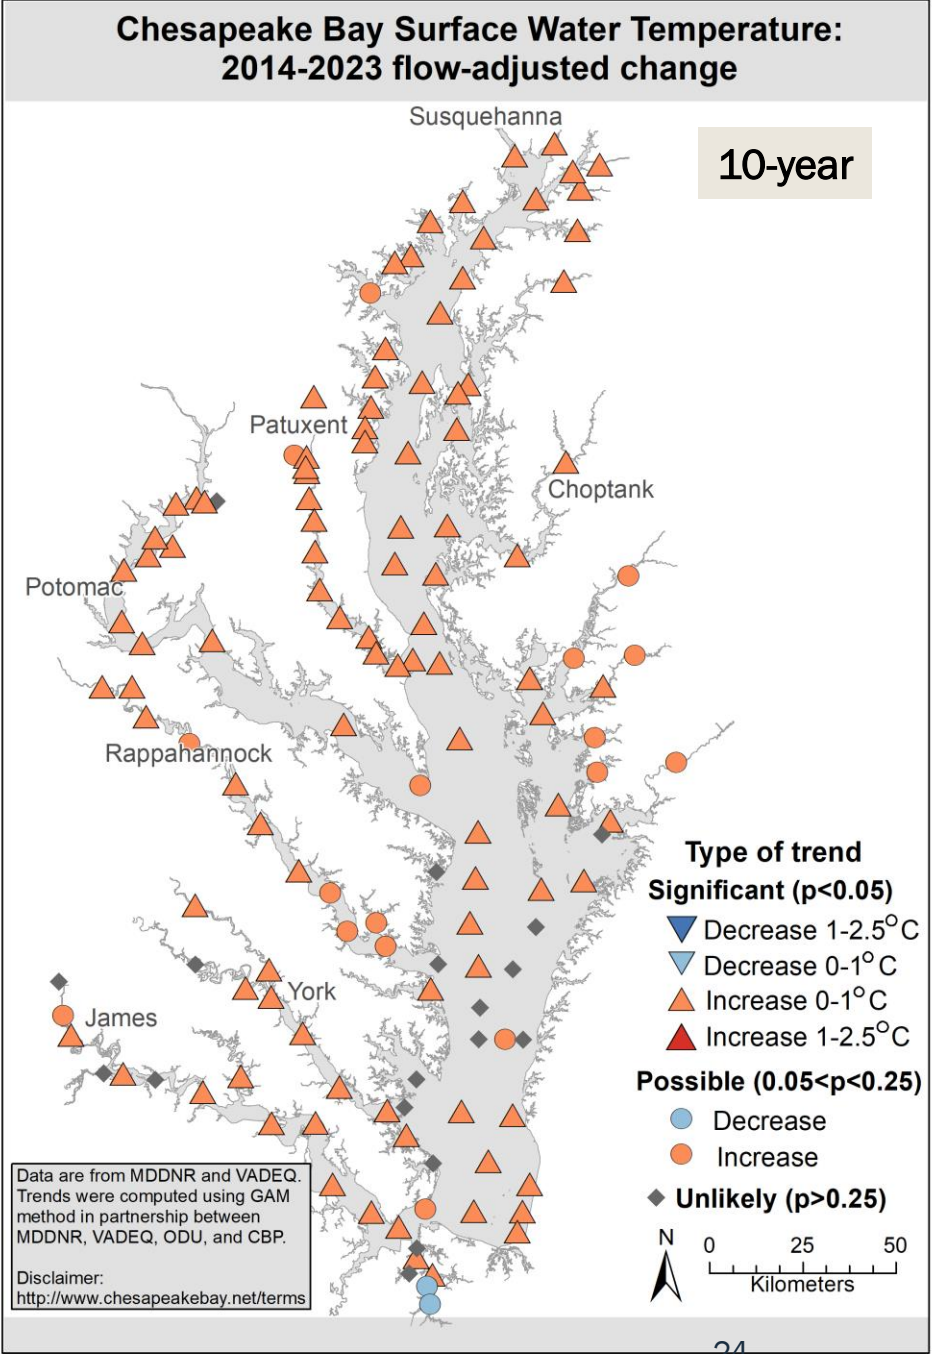 Chesapeake Bay Surface Water Temperature:
2014-2023 flow-adjusted change
Susquehanna
10-year
Patuxent
Choptank
Potomac
Rappahannock
York
James
Type of trend
Significant (p<0.05)
Decrease 1-2.5°C
Decrease 0-1°C
Increase 0-1°C
Increase 1-2.5°C
Possible (0.05<p<0.25)
Decrease
Increase
Unlikely (p>0.25)
N
0 25 50
Kilometers
Data are from MDDNR and VADEQ.
Trends were computed using GAM
method in partnership between
MDDNR, VADEQ, ODU, and CBP.
Disclaimer:
http://www.chesapeakebay.net/terms
24